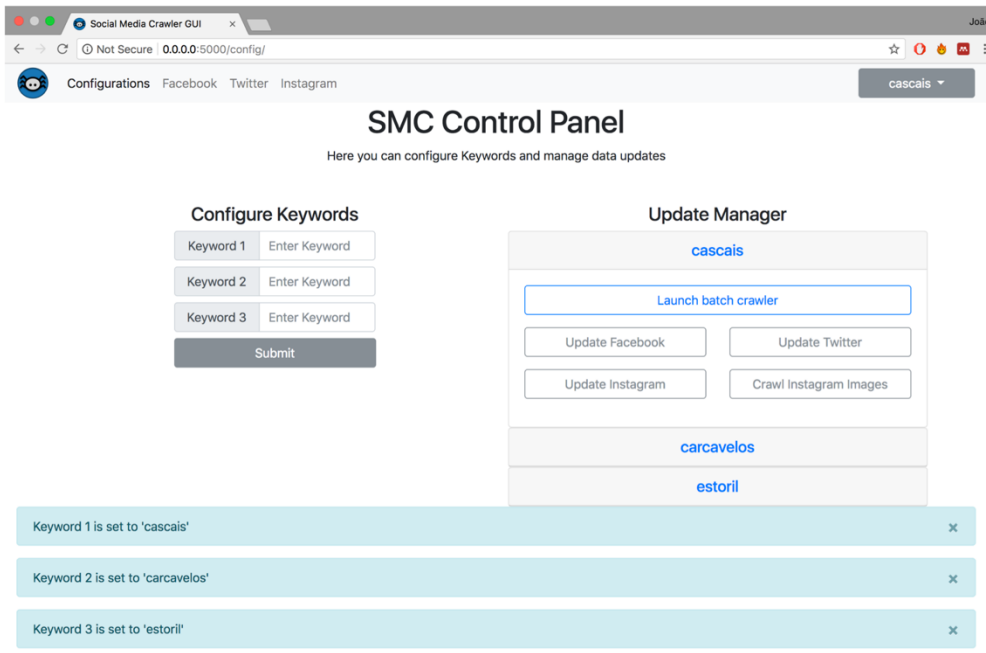 Social Media Crawler GUI
Joã
Not Secure 0.0.0.0:5000/config/
Configurations Facebook Twitter Instagram
cascais
SMC Control Panel
Here you can configure Keywords and manage data updates
Configure Keywords
Keyword 1 Enter Keyword
Keyword 2 Enter Keyword
Keyword 3 Enter Keyword
Submit
Update Manager
cascais
Launch batch crawler
Update Facebook Update Twitter
Update Instagram Crawl Instagram Images
carcavelos
estoril
Keyword 1 is set to 'cascais'
Keyword 2 is set to 'carcavelos'
Keyword 3 is set to 'estoril'